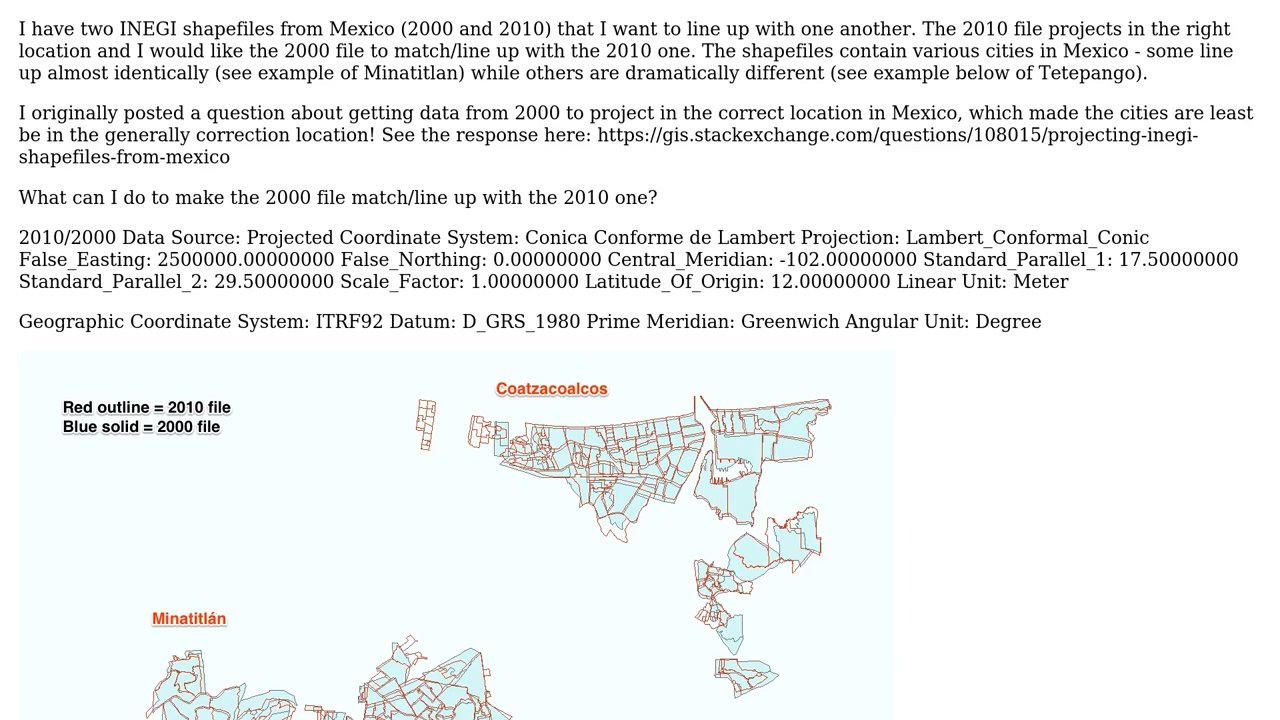 I have two INEGI shapefiles from Mexico (2000 and 2010) that I want to line up with one another. The 2010 file projects in the right
location and I would like the 2000 file to match/line up with the 2010 one. The shapefiles contain various cities in Mexico - some line
up almost identically (see example of Minatitlan) while others are dramatically different (see example below of Tetepango).
I originally posted a question about getting data from 2000 to project in the correct location in Mexico, which made the cities are least
be in the generally correction location! See the response here: https://gis.stackexchange.com/questions/108015/projecting-inegi-
shapefiles-from-mexico
What can I do to make the 2000 file match/line up with the 2010 one?
2010/2000 Data Source: Projected Coordinate System: Conica Conforme de Lambert Projection: Lambert_Conformal_Conic
False_Easting: 2500000.00000000 False_Northing: 0.00000000 Central_Meridian: -102.00000000 Standard_Parallel_1: 17.50000000
Standard_Parallel_2: 29.50000000 Scale_Factor: 1.00000000 Latitude_Of_Origin: 12.00000000 Linear Unit: Meter
Geographic Coordinate System: ITRF92 Datum: D_GRS_1980 Prime Meridian: Greenwich Angular Unit: Degree
Coatzacoalcos
Red outline = 2010 file
Blue solid = 2000 file
Minatitlán